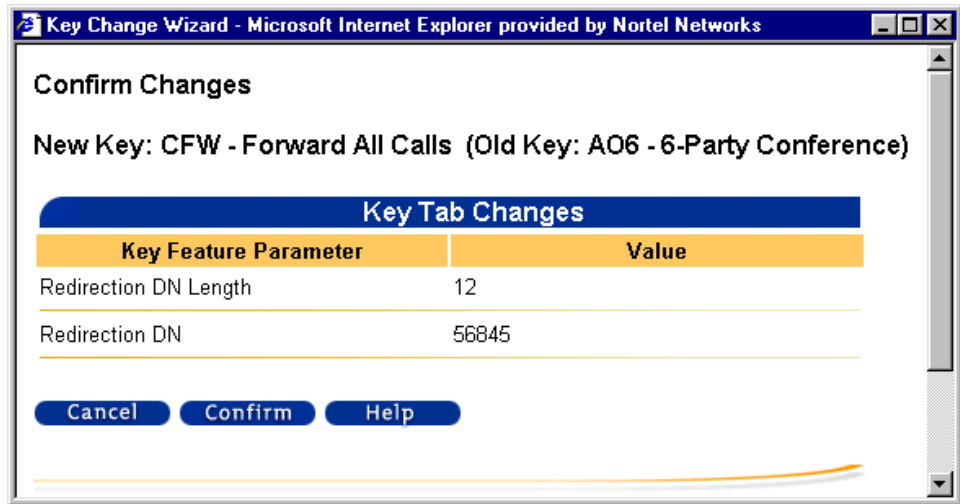 Key Change Wizard - Microsoft Internet Explorer provided by Nortel Networks
Confirm Changes
New Key: CFW - Forward All Calls (Old Key: AO6 - 6-Party Conference)
Key Tab Changes
Key Feature Parameter Value
Redirection DN Length 12
Redirection DN 56845
Cancel Confirm Help